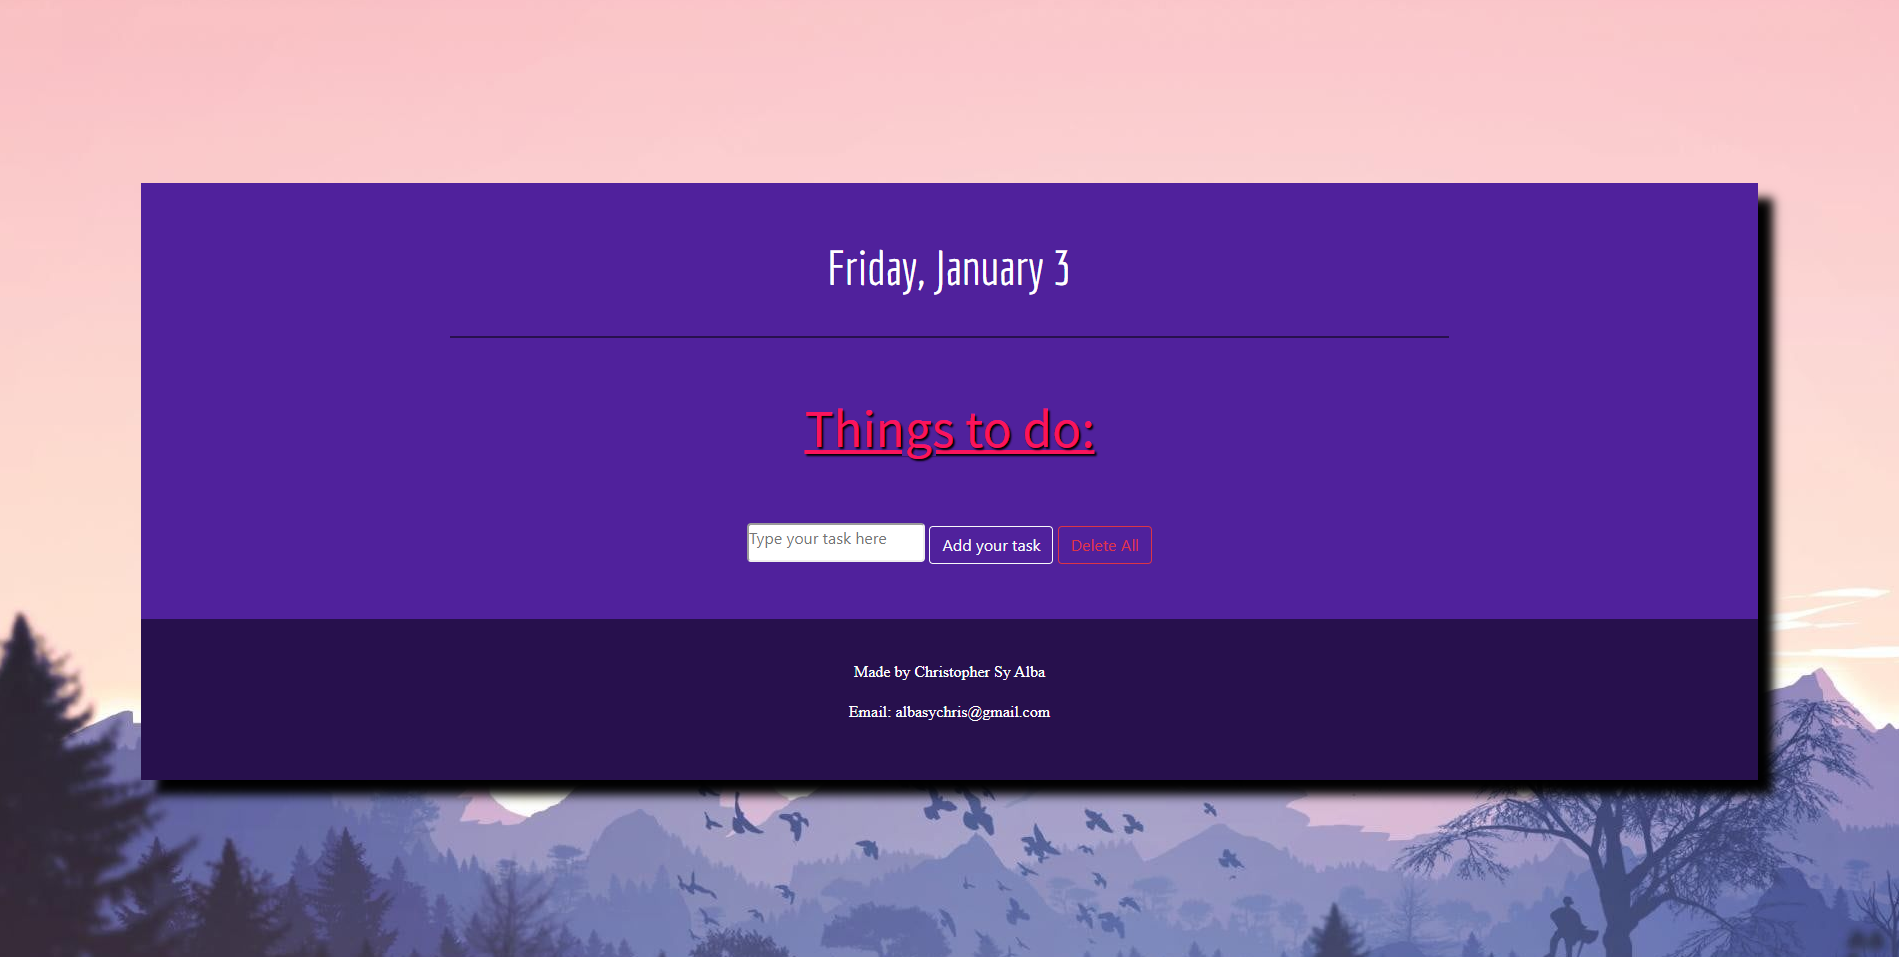 Friday, January 3
Things to do:
Type your task here
Add your task
Delete All
Made by Christopher Sy Alba
Email: albasychris@gmail.com